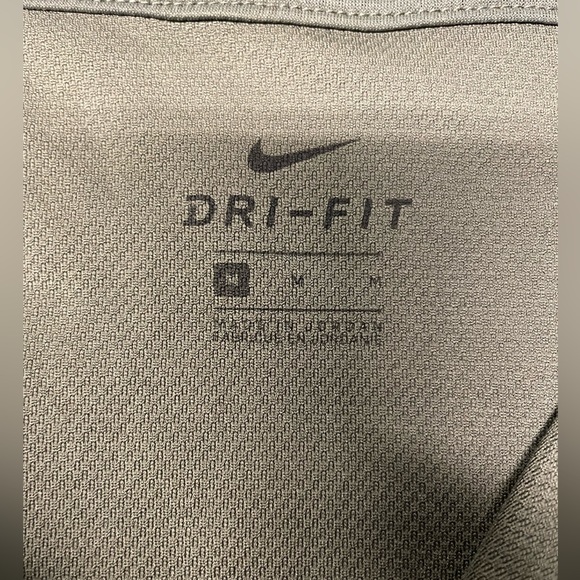 DRI-FIT
M M M
MADE IN JORDAN
FABRIQUÉ EN JORDANIE